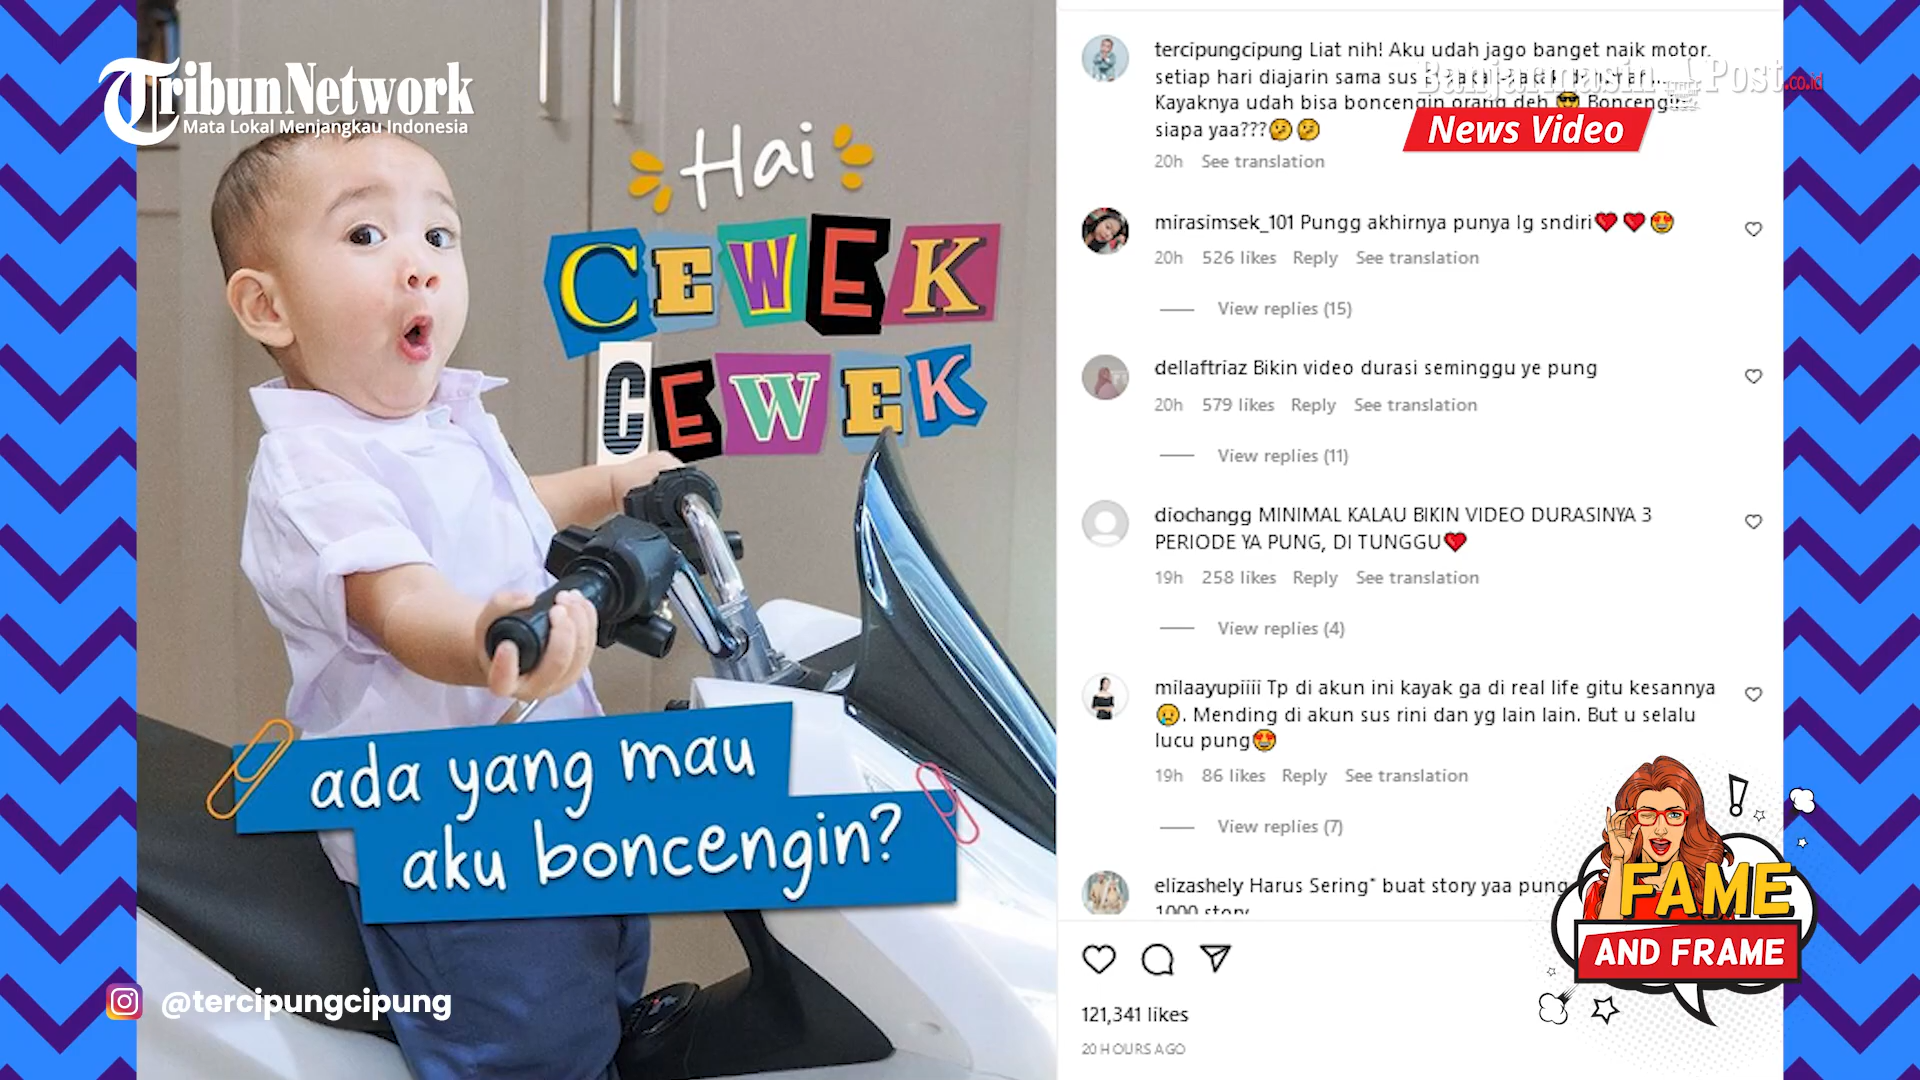 TribunNetwork
Mata Lokal Menjangkau Indonesia
Hai
CEWEK
CEWEK
ada yang mau
aku boncengin?
@tercipungcipung
tercipungcipung Liat nih! Aku udah jago banget naik motor.
setiap hari diajarin sama sus
Kayaknya udah bisa boncengin orang deh 😎 Boncengin
siapa yaa???🤔🤔
20h See translation
Banjarmasin Post.co.id
News Video
mirasimsek_101 Pungg akhirnya punya Ig sndiri❤️❤️😍
20h 526 likes Reply See translation
View replies (15)
dellaftriaz Bikin video durasi seminggu ye pung
20h 579 likes Reply See translation
View replies (11)
diochangg MINIMAL KALAU BIKIN VIDEO DURASINYA 3
PERIODE YA PUNG, DI TUNGGU❤️
19h 258 likes Reply See translation
View replies (4)
milaayupiiii Tp di akun ini kayak ga di real life gitu kesannya
😢. Mending di akun sus rini dan yg lain lain. But u selalu
lucu pung😍
19h 86 likes Reply See translation
View replies (7)
elizashely Harus Sering" buat story yaa pung
1000 story
121,341 likes
20 HOURS AGO
FAME
AND FRAME